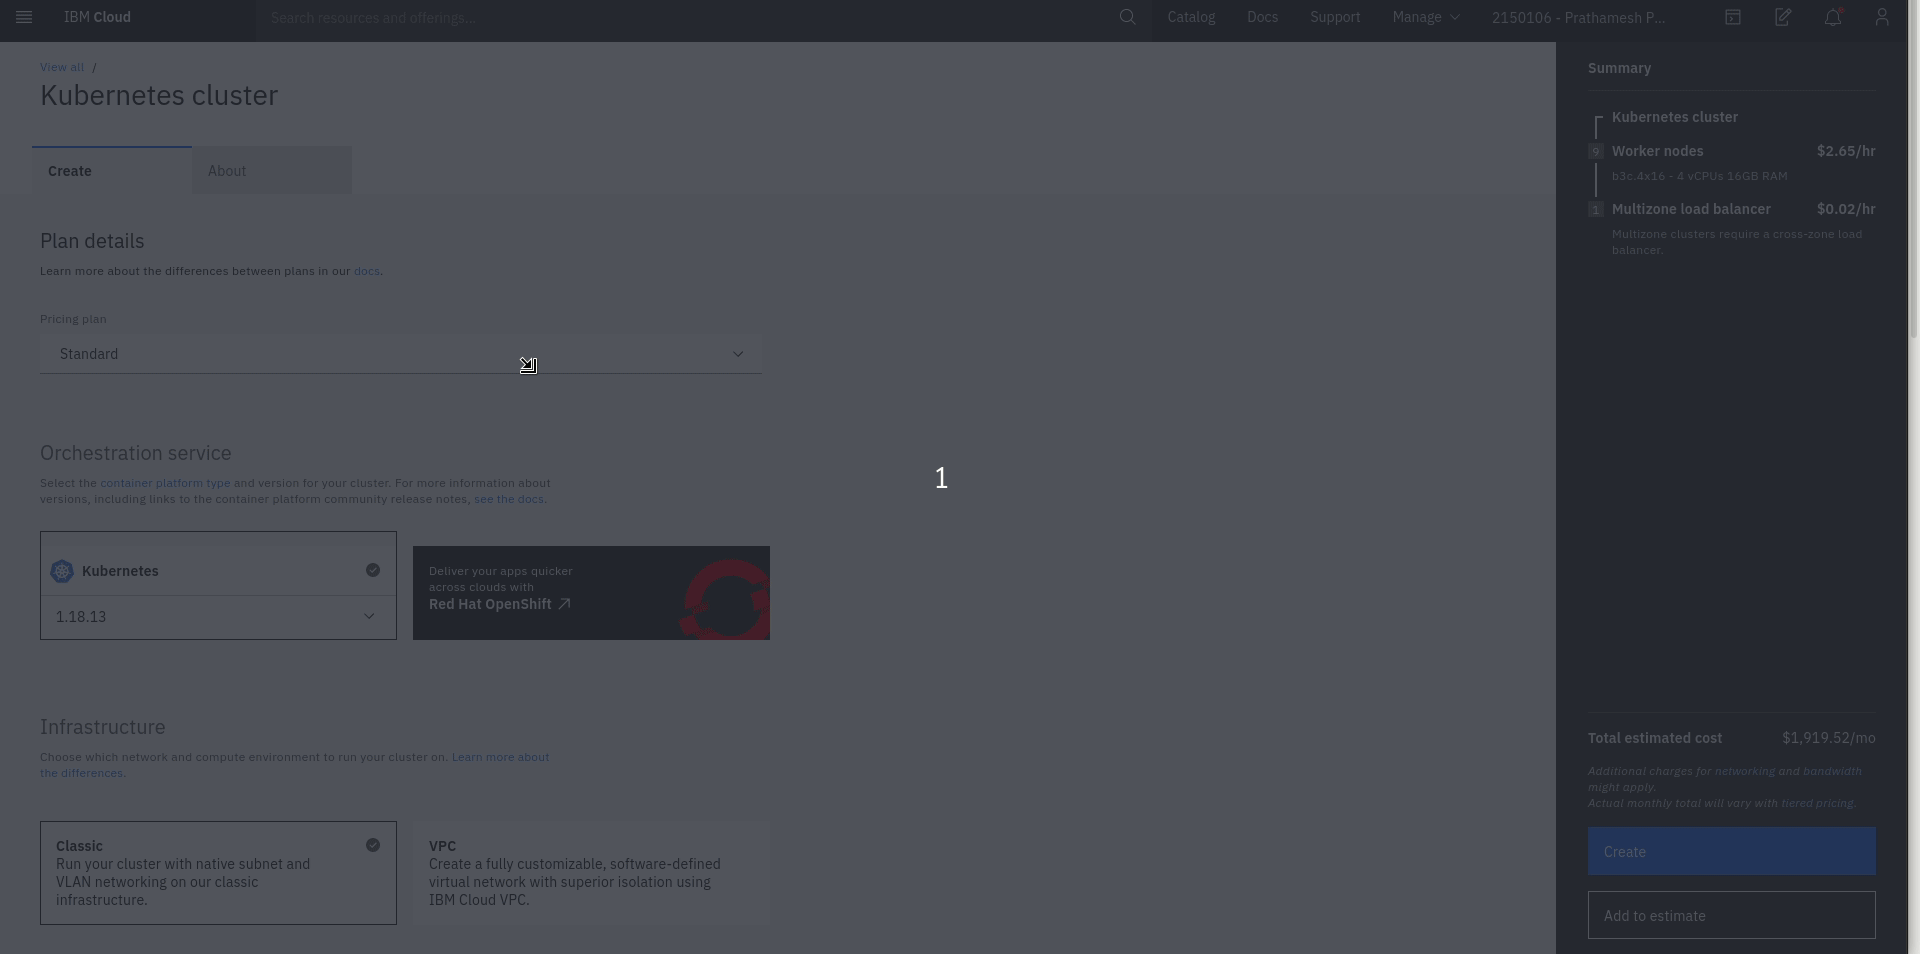 IBM Cloud
Search resources and offerings...
Catalog
Docs
Support
Manage
2150106 - Prathamesh P...
View all /
Kubernetes cluster
Create
About
Plan details
Learn more about the differences between plans in our docs.
Pricing plan
Standard
Orchestration service
Select the container platform type and version for your cluster. For more information about
versions, including links to the container platform community release notes, see the docs.
Kubernetes
1.18.13
Deliver your apps quicker
across clouds with
Red Hat OpenShift
Infrastructure
Choose which network and compute environment to run your cluster on. Learn more about
the differences.
Classic
Run your cluster with native subnet and
VLAN networking on our classic
infrastructure.
VPC
Create a fully customizable, software-defined
virtual network with superior isolation using
IBM Cloud VPC.
1
Summary
Kubernetes cluster
9 Worker nodes $2.65/hr
b3c.4x16 - 4 vCPUs 16GB RAM
1 Multizone load balancer $0.02/hr
Multizone clusters require a cross-zone load
balancer.
Total estimated cost $1,919.52/mo
Additional charges for networking and bandwidth
might apply.
Actual monthly total will vary with tiered pricing.
Create
Add to estimate